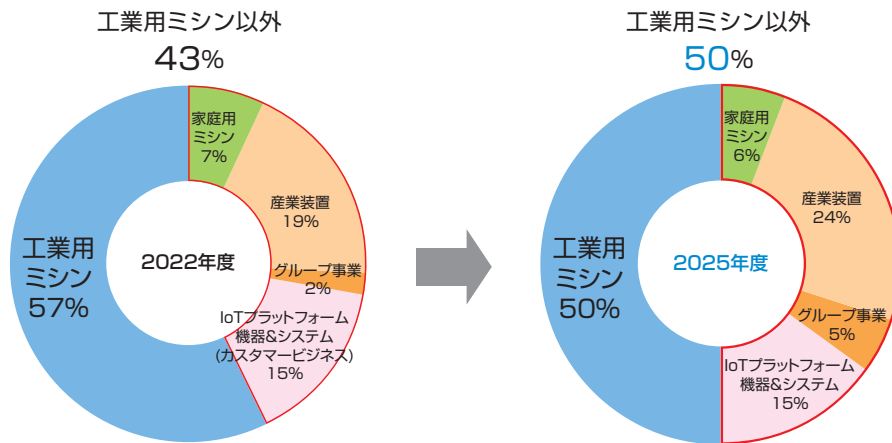 工業用ミシン以外
43%
家庭用
ミシン
7%
産業装置
19%
グループ事業
2%
IoTプラットフォーム
機器&システム
(カスタマービジネス)
15%
工業用
ミシン
57%
2022年度
工業用ミシン以外
50%
家庭用
ミシン
6%
産業装置
24%
グループ事業
5%
IoTプラットフォーム
機器&システム
15%
工業用
ミシン
50%
2025年度